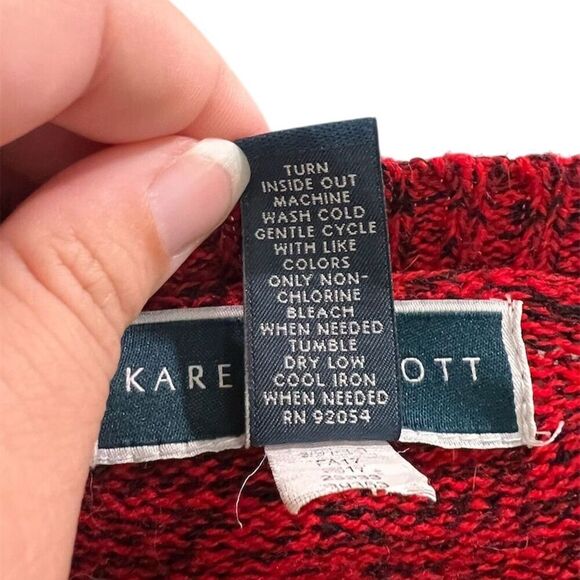 TURN
INSIDE OUT
MACHINE
WASH COLD
GENTLE CYCLE
WITH LIKE
COLORS
ONLY NON-
CHLORINE
BLEACH
WHEN NEEDED
TUMBLE
DRY LOW
COOL IRON
WHEN NEEDED
RN 92054
KARE OTT